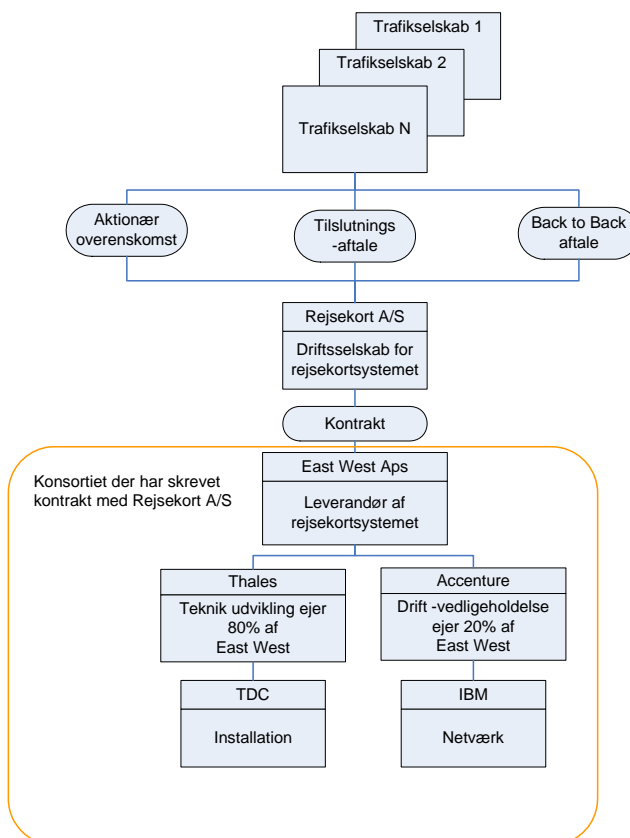 Trafikselskab 1
Trafikselskab 2
Trafikselskab N
Aktionær
overenskomst
Tilslutnings
-aftale
Back to Back
aftale
Rejsekort A/S
Driftsselskab for
rejsekortsystemet
Kontrakt
Konsortiet der har skrevet
kontrakt med Rejsekort A/S
East West Aps
Leverandør af
rejsekortsystemet
Thales
Teknik udvikling ejer
80% af
East West
Accenture
Drift -vedligeholdelse
ejer 20% af
East West
TDC
Installation
IBM
Netværk